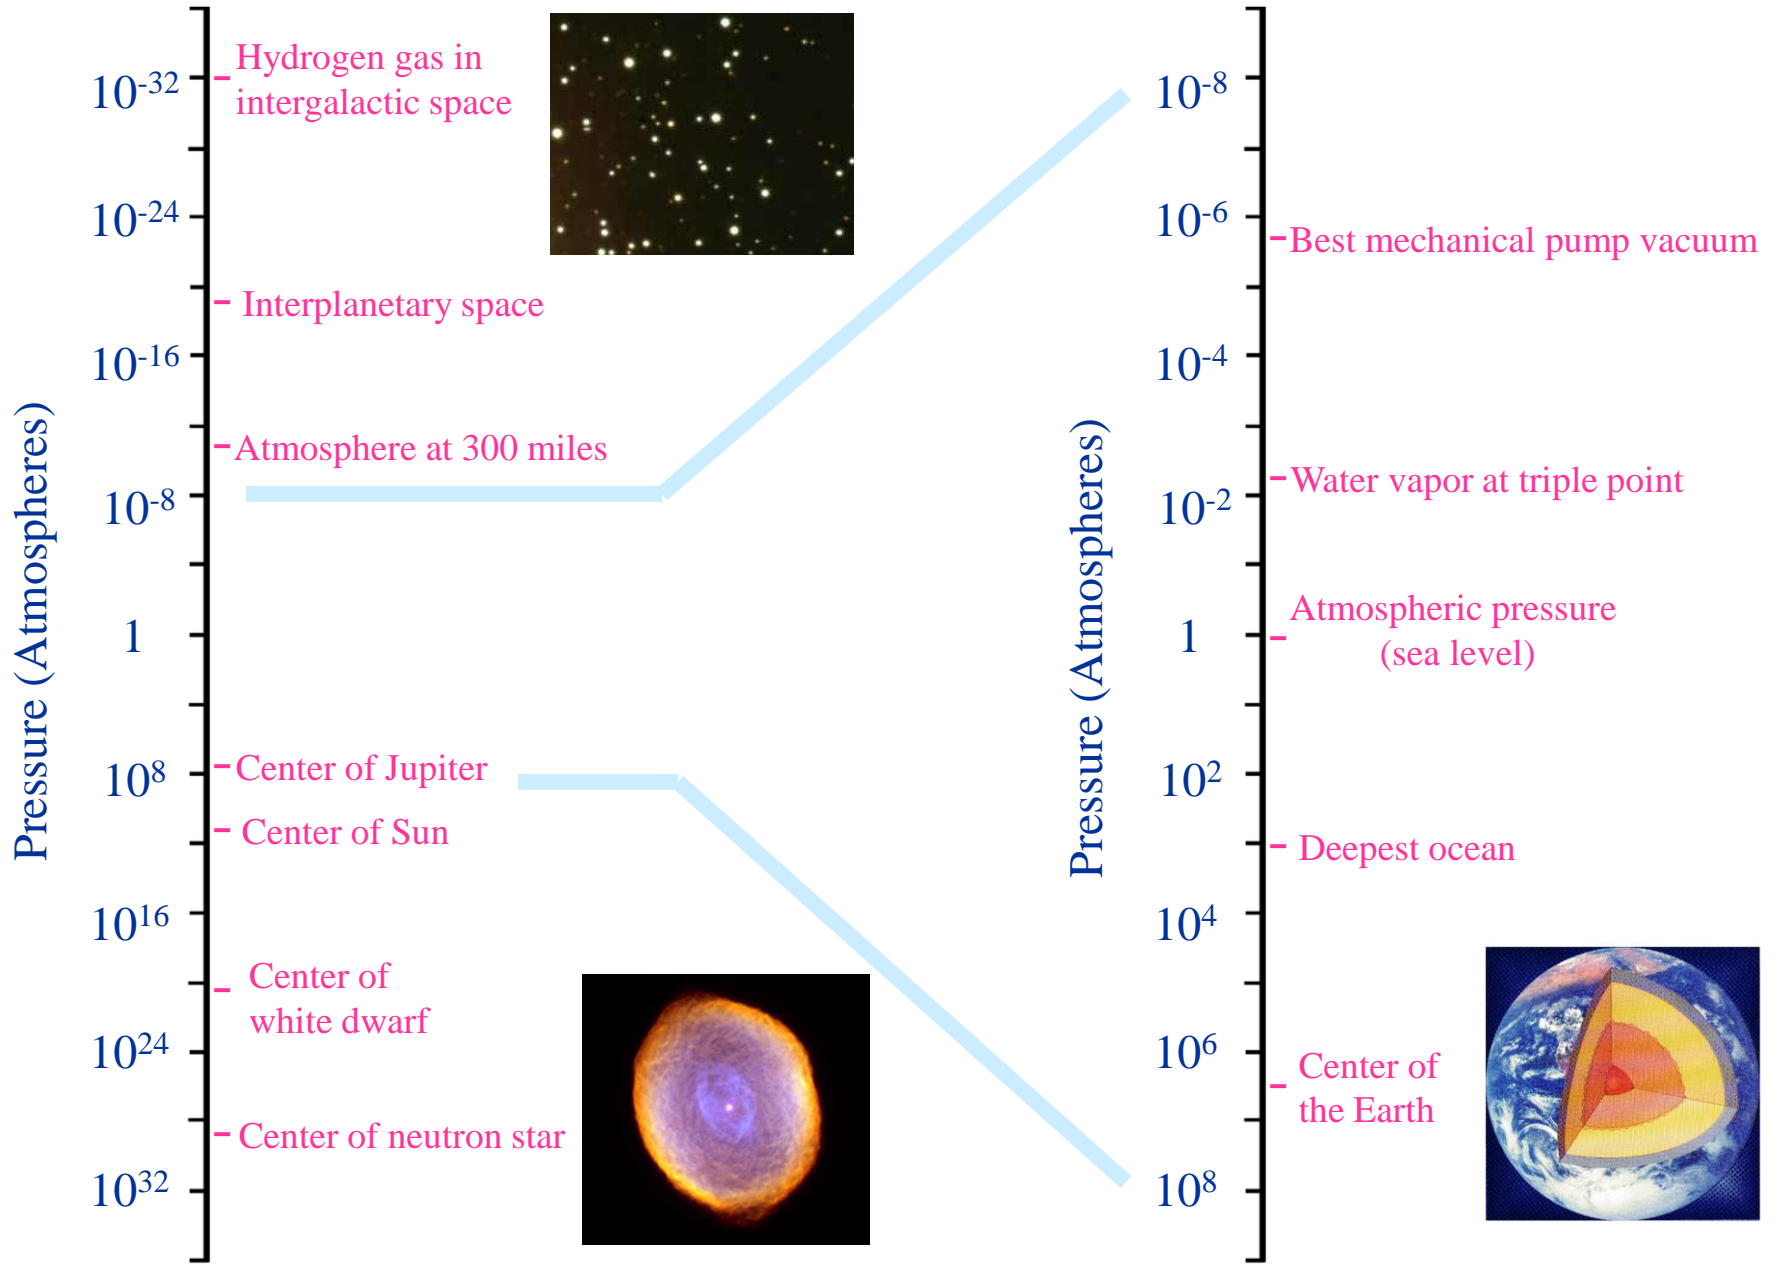 Pressure (Atmospheres)
10⁻³²
10⁻²⁴
10⁻¹⁶
10⁻⁸
1
10⁸
10¹⁶
10²⁴
10³²
Hydrogen gas in
intergalactic space
Interplanetary space
Atmosphere at 300 miles
Center of Jupiter
Center of Sun
Center of
white dwarf
Center of neutron star
Pressure (Atmospheres)
10⁻⁸
10⁻⁶
10⁻⁴
10⁻²
1
10²
10⁴
10⁶
10⁸
Best mechanical pump vacuum
Water vapor at triple point
Atmospheric pressure
(sea level)
Deepest ocean
Center of
the Earth